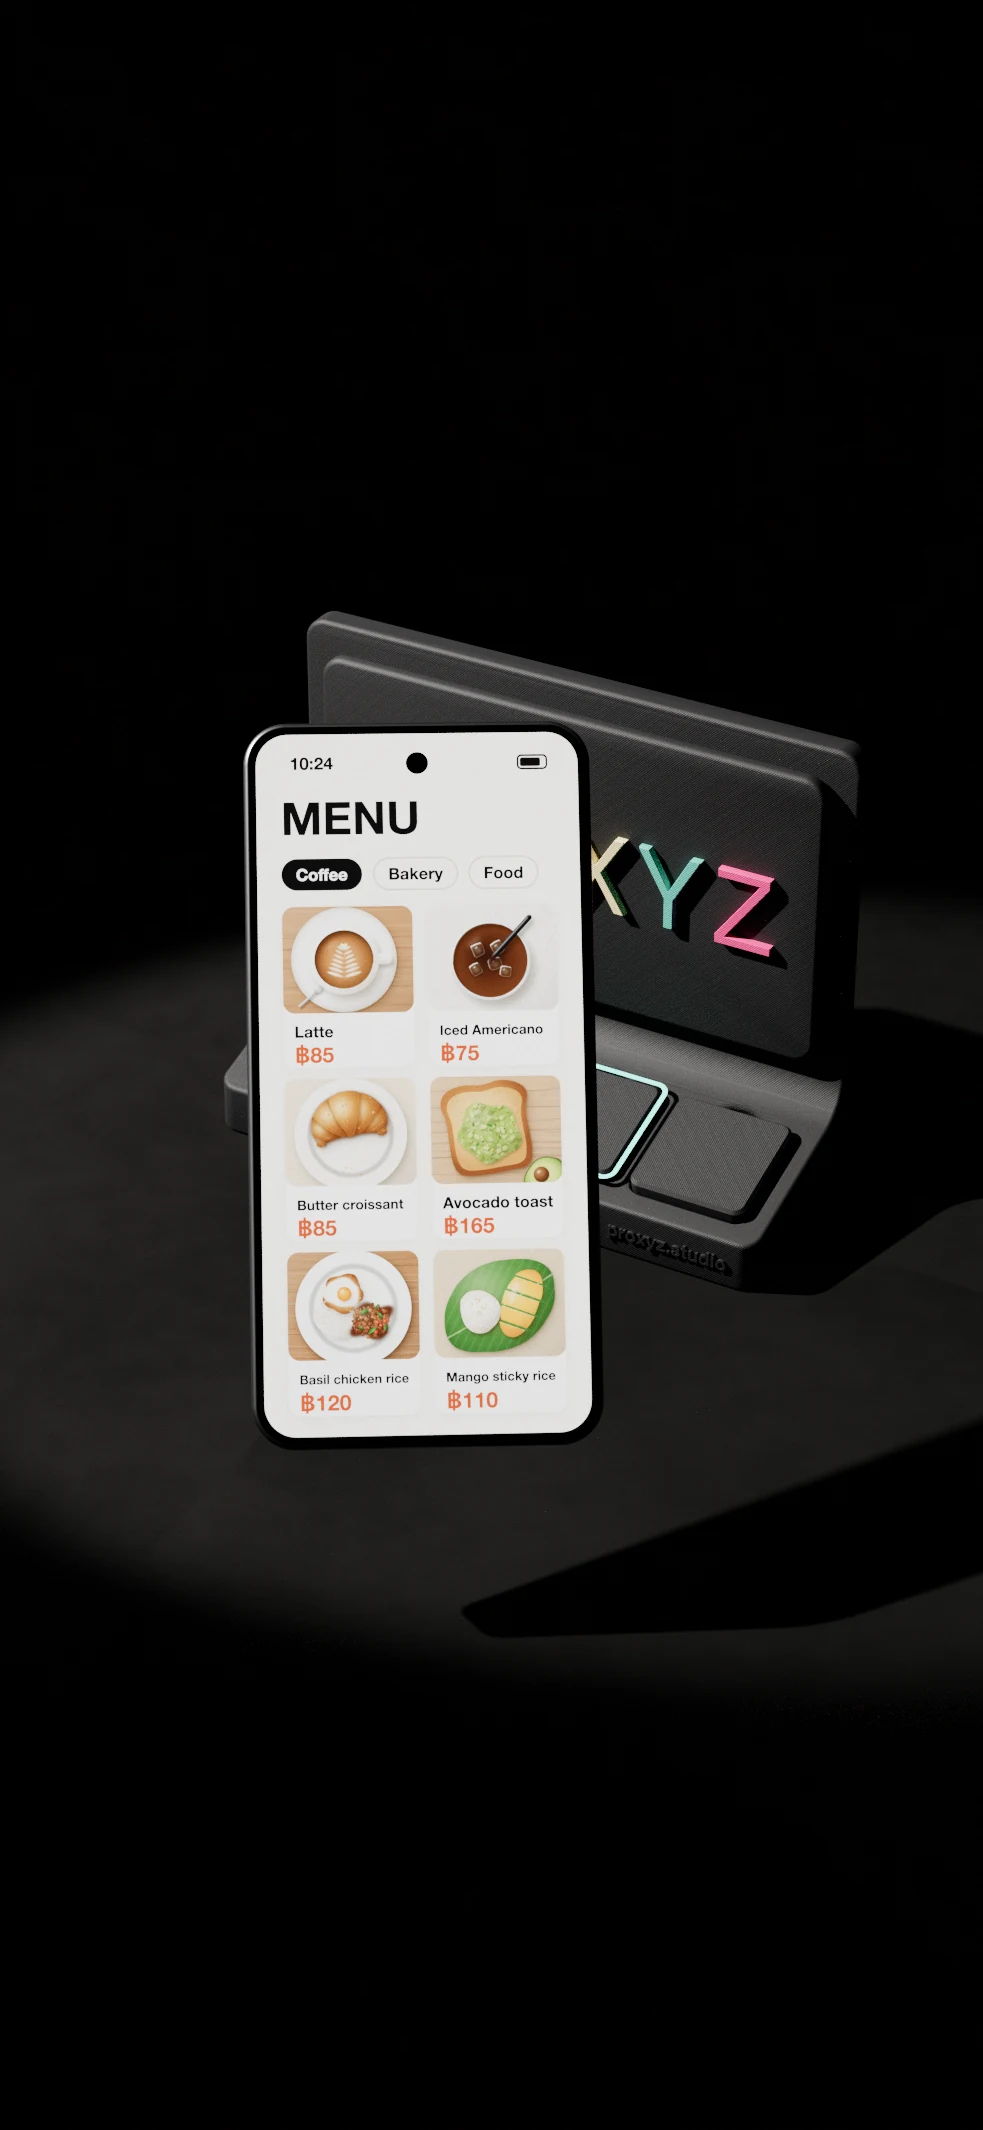 10:24
MENU
Coffee
Bakery
Food
Latte
฿85
Iced Americano
฿75
Butter croissant
฿85
Avocado toast
฿165
Basil chicken rice
฿120
Mango sticky rice
฿110
XYZ
proxyz.studio